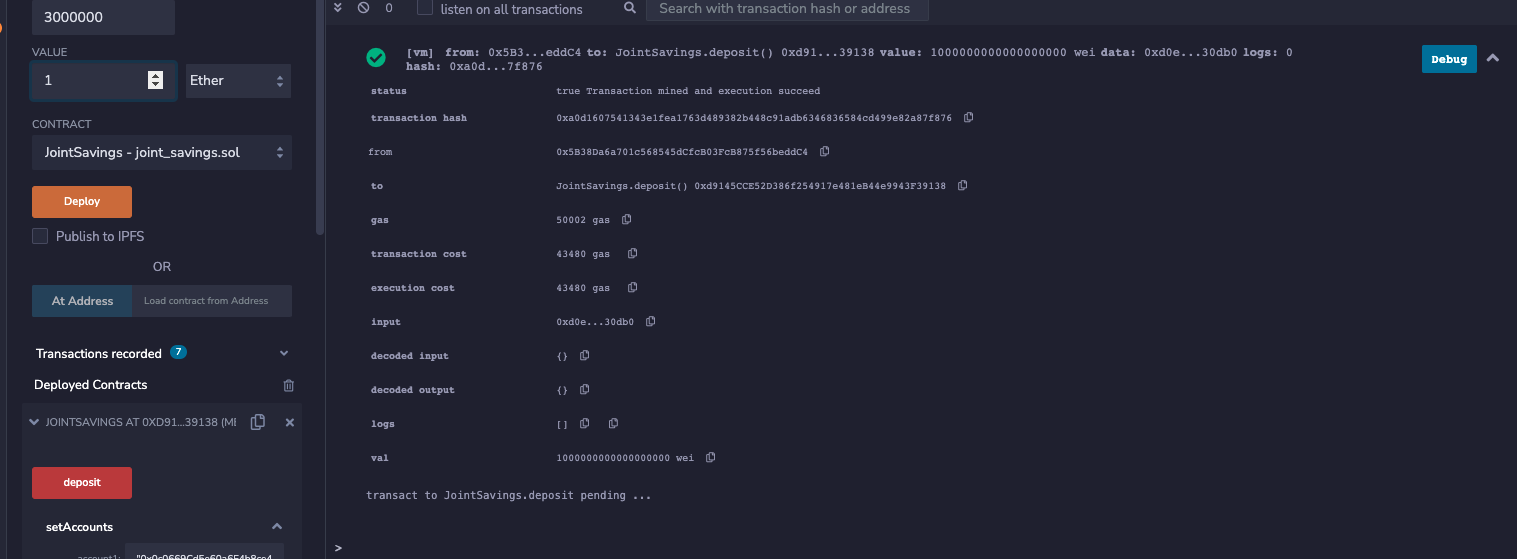 3000000
VALUE
1
Ether
CONTRACT
JointSavings - joint_savings.sol
Deploy
Publish to IPFS
OR
At Address
Load contract from Address
Transactions recorded 7
Deployed Contracts
JOINTSAVINGS AT 0XD91...39138 (ME
deposit
setAccounts
account1:
0 listen on all transactions
Search with transaction hash or address
[vm] from: 0x5B3...eddC4 to: JointSavings.deposit() 0xd91...39138 value: 1000000000000000000 wei data: 0xd0e...30db0 logs: 0
hash: 0xa0d...7f876
Debug
status true Transaction mined and execution succeed
transaction hash 0xa0d1607541343e1fea1763d489382b448c91adb6346836584cd499e82a87f876
from 0x5B38Da6a701c568545dCfcB03FcB875f56beddC4
to JointSavings.deposit() 0xd9145CCE52D386f254917e481eB44e9943F39138
gas 50002 gas
transaction cost 43480 gas
execution cost 43480 gas
input 0xd0e...30db0
decoded input {}
decoded output {}
logs []
val 1000000000000000000 wei
transact to JointSavings.deposit pending ...
>